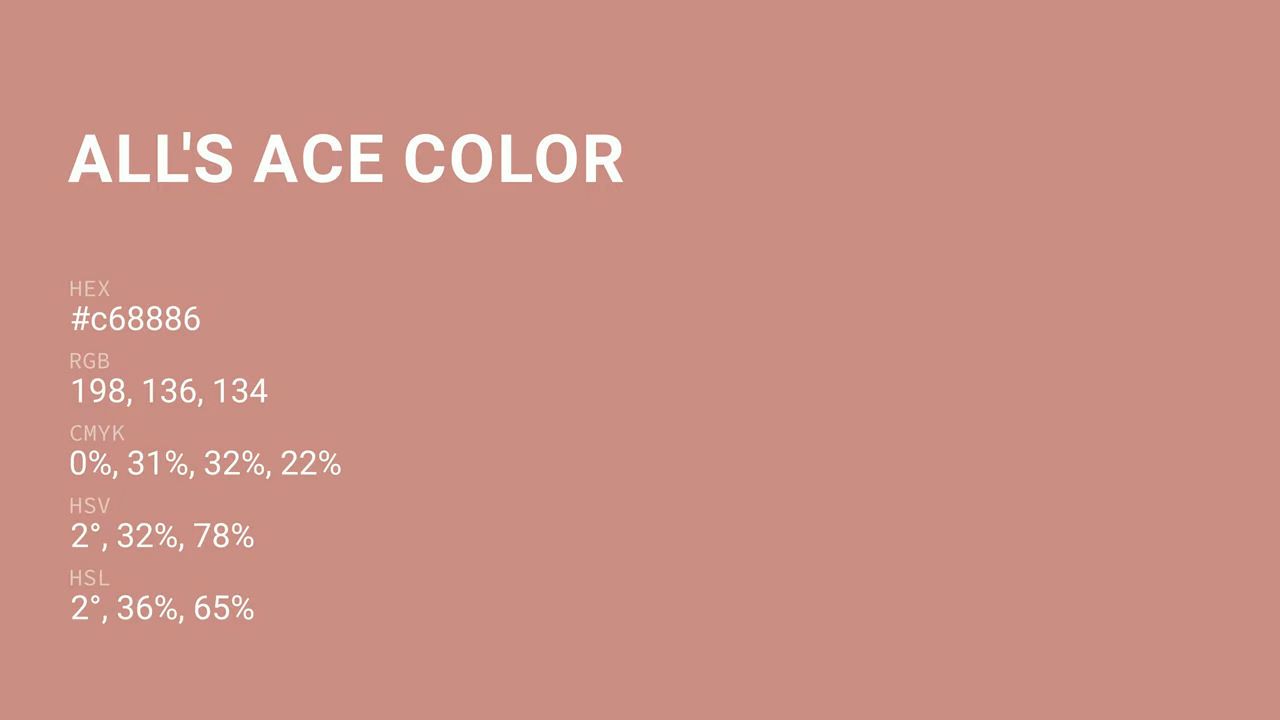 ALL'S ACE COLOR
HEX
#c68886
RGB
198, 136, 134
CMYK
0%, 31%, 32%, 22%
HSV
2°, 32%, 78%
HSL
2°, 36%, 65%